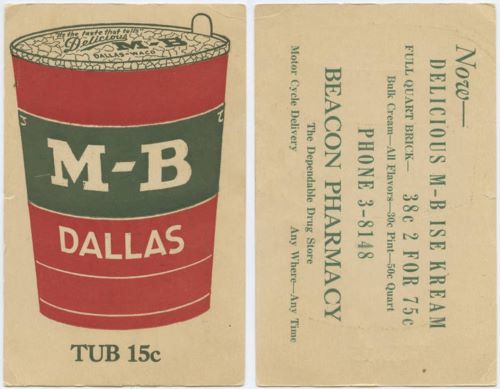 "Its the taste that tells"
Delicious M-B
DALLAS-WACO
M-B
DALLAS
TUB 15c
Now—
DELICIOUS M-B ISE KREAM
FULL QUART BRICK— 38c 2 FOR 75c
Bulk Cream—All Flavors—30c Pint—50c Quart
PHONE 3-8148
BEACON PHARMACY
The Dependable Drug Store
Motor Cycle Delivery Any Where—Any Time